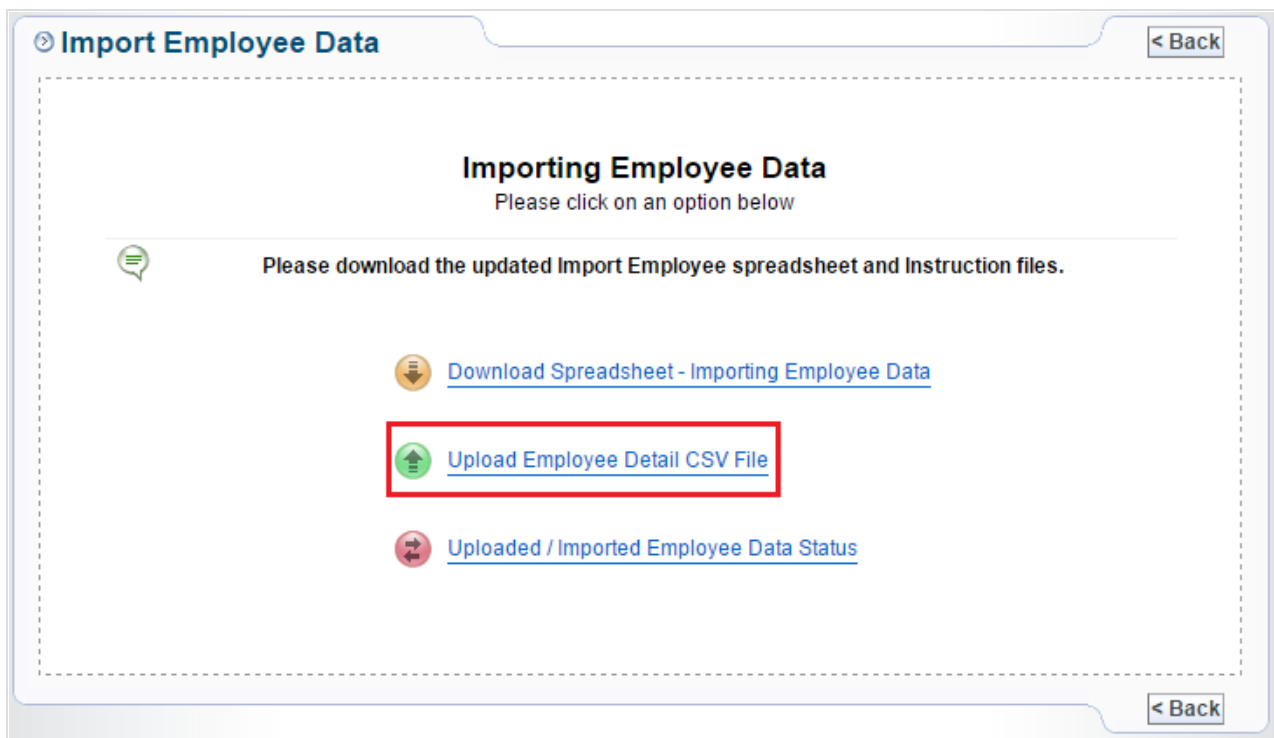 Import Employee Data
< Back
Importing Employee Data
Please click on an option below
Please download the updated Import Employee spreadsheet and Instruction files.
Download Spreadsheet - Importing Employee Data
Upload Employee Detail CSV File
Uploaded / Imported Employee Data Status
< Back